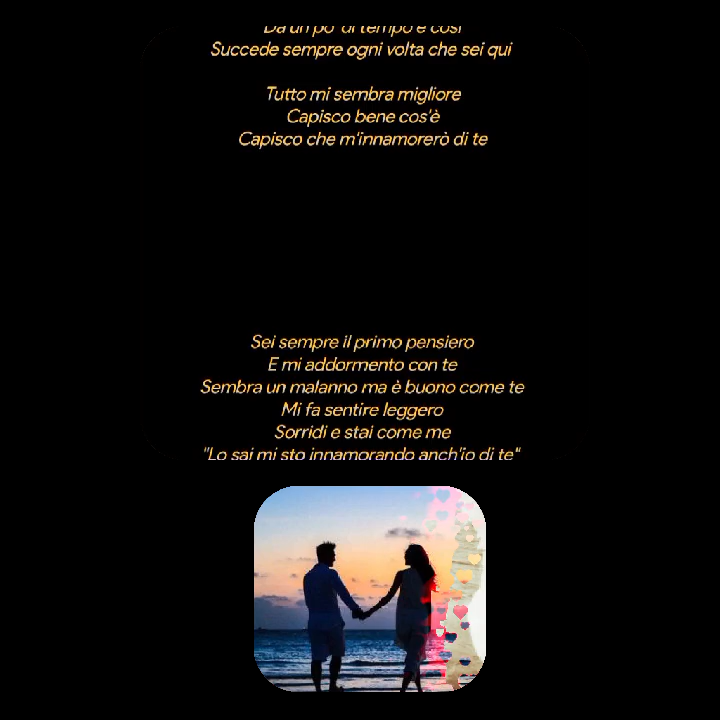 Da un po' di tempo è così
Succede sempre ogni volta che sei qui
Tutto mi sembra migliore
Capisco bene cos'è
Capisco che m'innamorerò di te
Sei sempre il primo pensiero
E mi addormento con te
Sembra un malanno ma è buono come te
Mi fa sentire leggero
Sorridi e stai come me
"Lo sai mi sto innamorando anch'io di te"